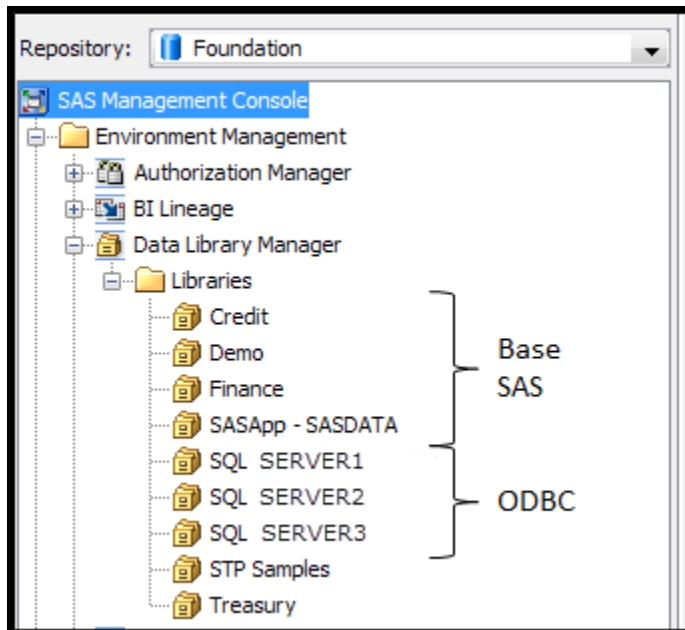 Repository: Foundation
SAS Management Console
Environment Management
Authorization Manager
BI Lineage
Data Library Manager
Libraries
Credit
Demo
Finance
SASApp - SASDATA
Base
SAS
SQL SERVER1
SQL SERVER2
SQL SERVER3
ODBC
STP Samples
Treasury